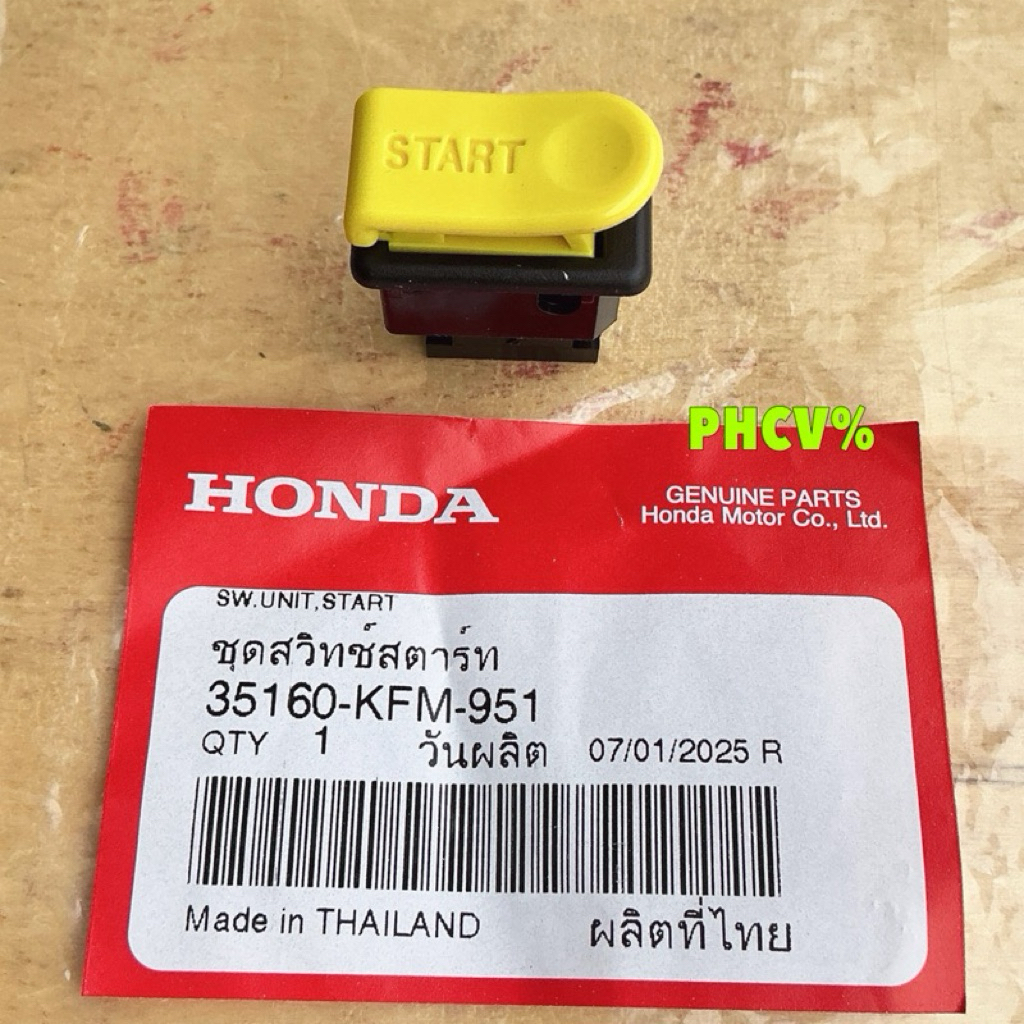 START
PHCV%
HONDA
GENUINE PARTS
Honda Motor Co., Ltd.
SW.UNIT,START
ชุดสวิทช์สตาร์ท
35160-KFM-951
QTY 1 วันผลิต 07/01/2025 R
Made in THAILAND ผลิตที่ไทย